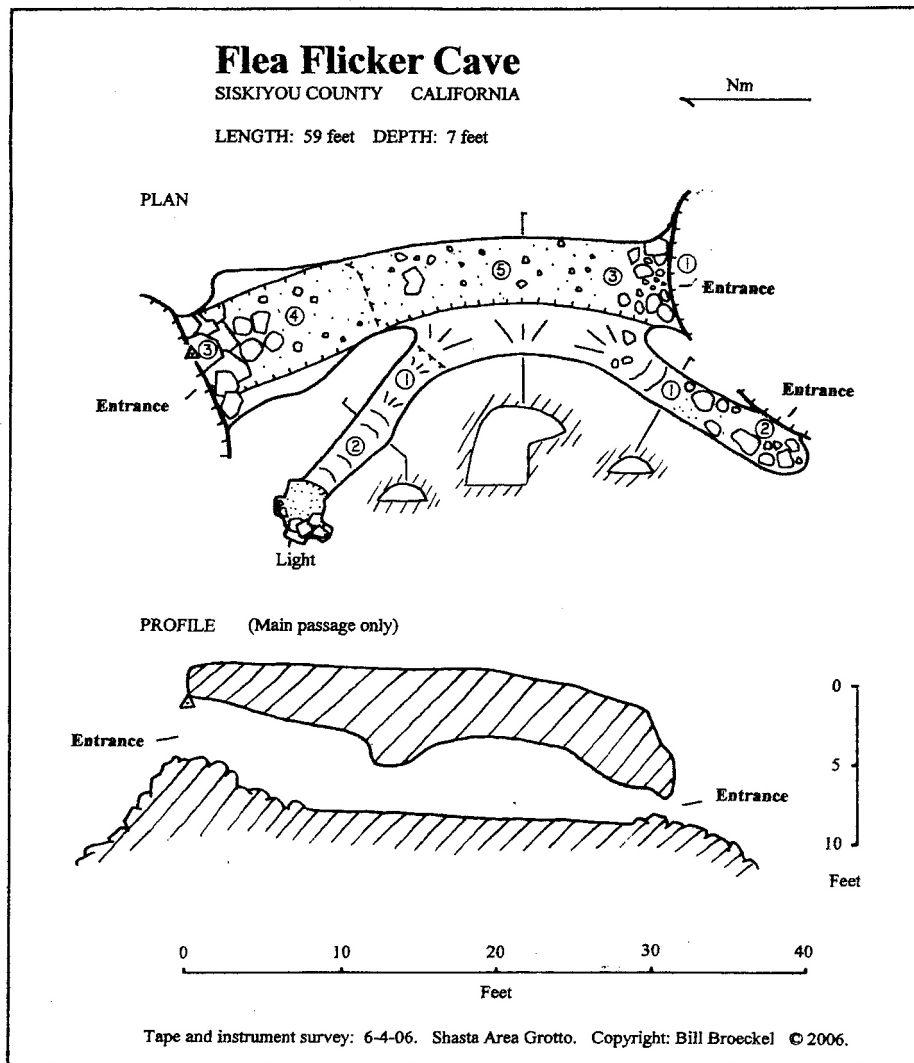 Flea Flicker Cave
SISKIYOU COUNTY CALIFORNIA
Nm
LENGTH: 59 feet DEPTH: 7 feet
PLAN
1
5
3
Entrance
4
3
Entrance
1
1
Entrance
2
2
Light
PROFILE (Main passage only)
0
Entrance
5
Entrance
10
Feet
0 10 20 30 40
Feet
Tape and instrument survey: 6-4-06. Shasta Area Grotto. Copyright: Bill Broeckel © 2006.